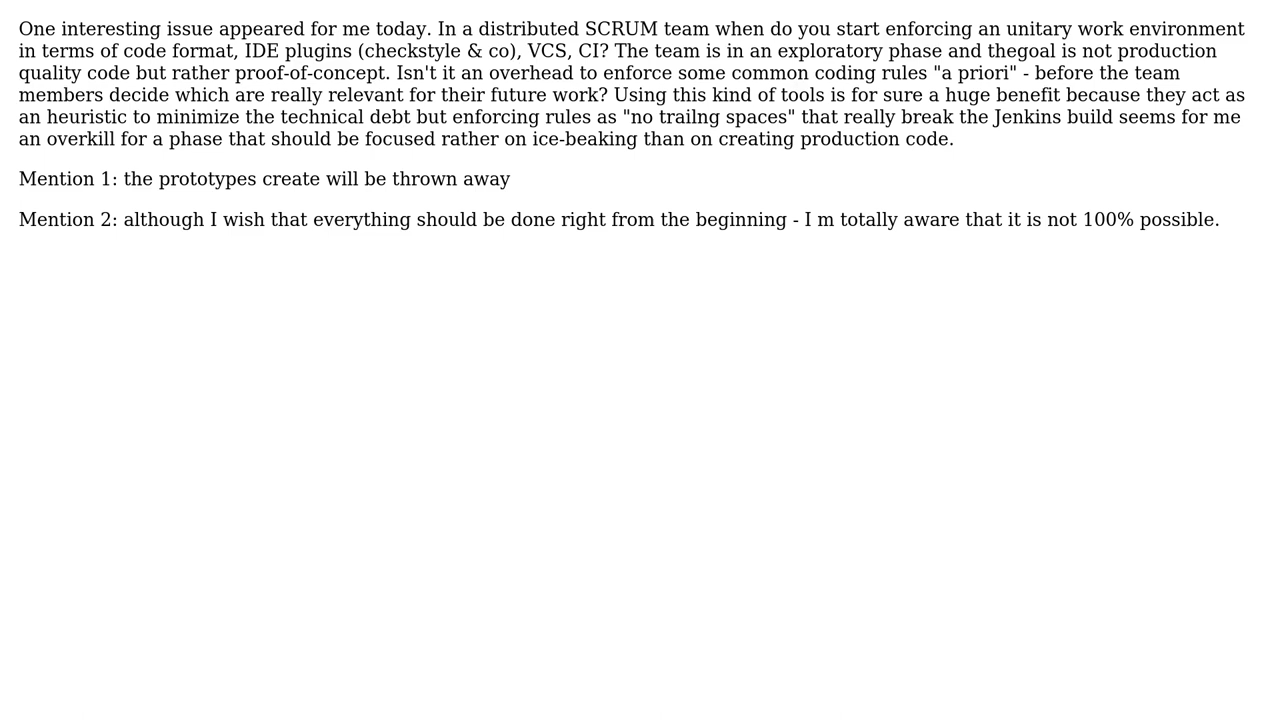 One interesting issue appeared for me today. In a distributed SCRUM team when do you start enforcing an unitary work environment
in terms of code format, IDE plugins (checkstyle & co), VCS, CI? The team is in an exploratory phase and thegoal is not production
quality code but rather proof-of-concept. Isn't it an overhead to enforce some common coding rules "a priori" - before the team
members decide which are really relevant for their future work? Using this kind of tools is for sure a huge benefit because they act as
an heuristic to minimize the technical debt but enforcing rules as "no trailng spaces" that really break the Jenkins build seems for me
an overkill for a phase that should be focused rather on ice-beaking than on creating production code.
Mention 1: the prototypes create will be thrown away
Mention 2: although I wish that everything should be done right from the beginning - I m totally aware that it is not 100% possible.